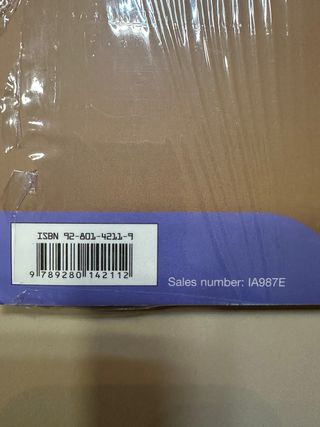 ISBN 92-801-4211-9
9 789280 142112
Sales number: IA987E